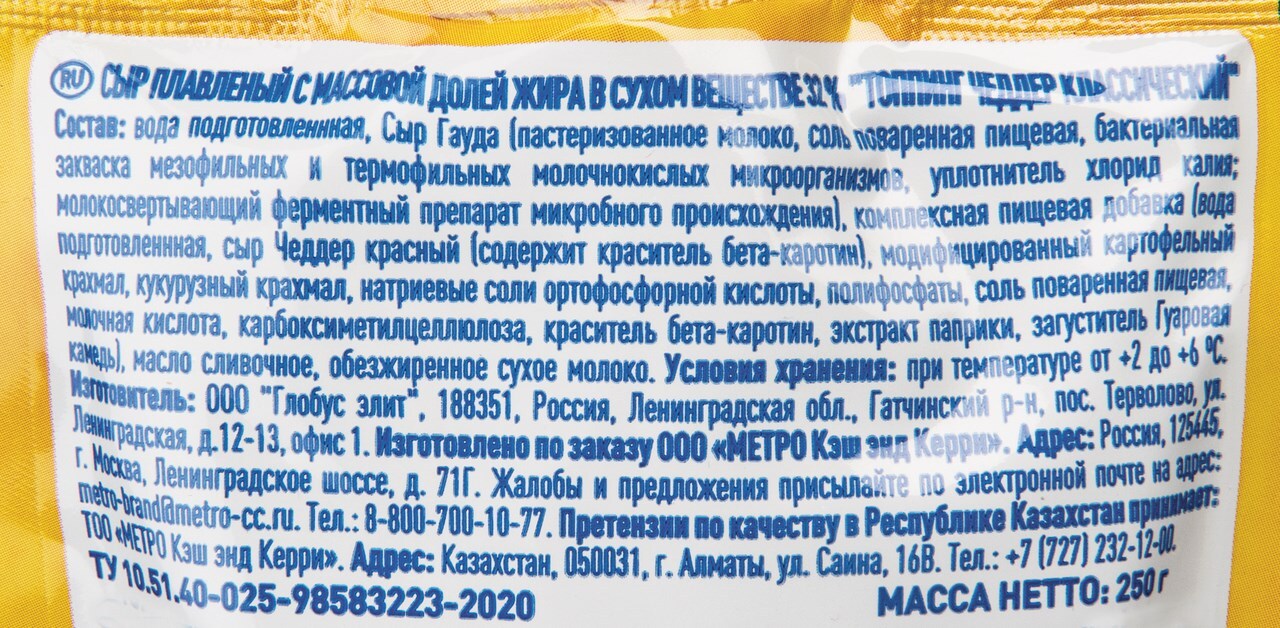 RU СЫР ПЛАВЛЕНЫЙ С МАССОВОЙ ДОЛЕЙ ЖИРА В СУХОМ ВЕЩЕСТВЕ 32% "ТОППИНГ ЧЕДДЕР КЛАССИЧЕСКИЙ"
Состав: вода подготовленнная, Сыр Гауда (пастеризованное молоко, соль поваренная пищевая, бактериальная
закваска мезофильных и термофильных молочнокислых микроорганизмов, уплотнитель хлорид калия;
молокосвертывающий ферментный препарат микробного происхождения), комплексная пищевая добавка (вода
подготовленнная, сыр Чеддер красный (содержит краситель бета-каротин), модифицированный картофельный
крахмал, кукурузный крахмал, натриевые соли ортофосфорной кислоты, полифосфаты, соль поваренная пищевая,
молочная кислота, карбоксиметилцеллюлоза, краситель бета-каротин, экстракт паприки, загуститель Гуаровая
камедь), масло сливочное, обезжиренное сухое молоко. Условия хранения: при температуре от +2 до +6 °С.
Изготовитель: ООО "Глобус элит", 188351, Россия, Ленинградская обл., Гатчинский р-н, пос. Терволово, ул.
Ленинградская, д.12-13, офис 1. Изготовлено по заказу ООО «МЕТРО Кэш энд Керри». Адрес: Россия, 125445,
г. Москва, Ленинградское шоссе, д. 71Г. Жалобы и предложения присылайте по электронной почте на адрес:
metro-brand@metro-cc.ru. Тел.: 8-800-700-10-77. Претензии по качеству в Республике Казахстан принимает:
ТОО «МЕТРО Кэш энд Керри». Адрес: Казахстан, 050031, г. Алматы, ул. Саина, 16В. Тел.: +7 (727) 232-12-00.
ТУ 10.51.40-025-98583223-2020
МАССА НЕТТО: 250 г